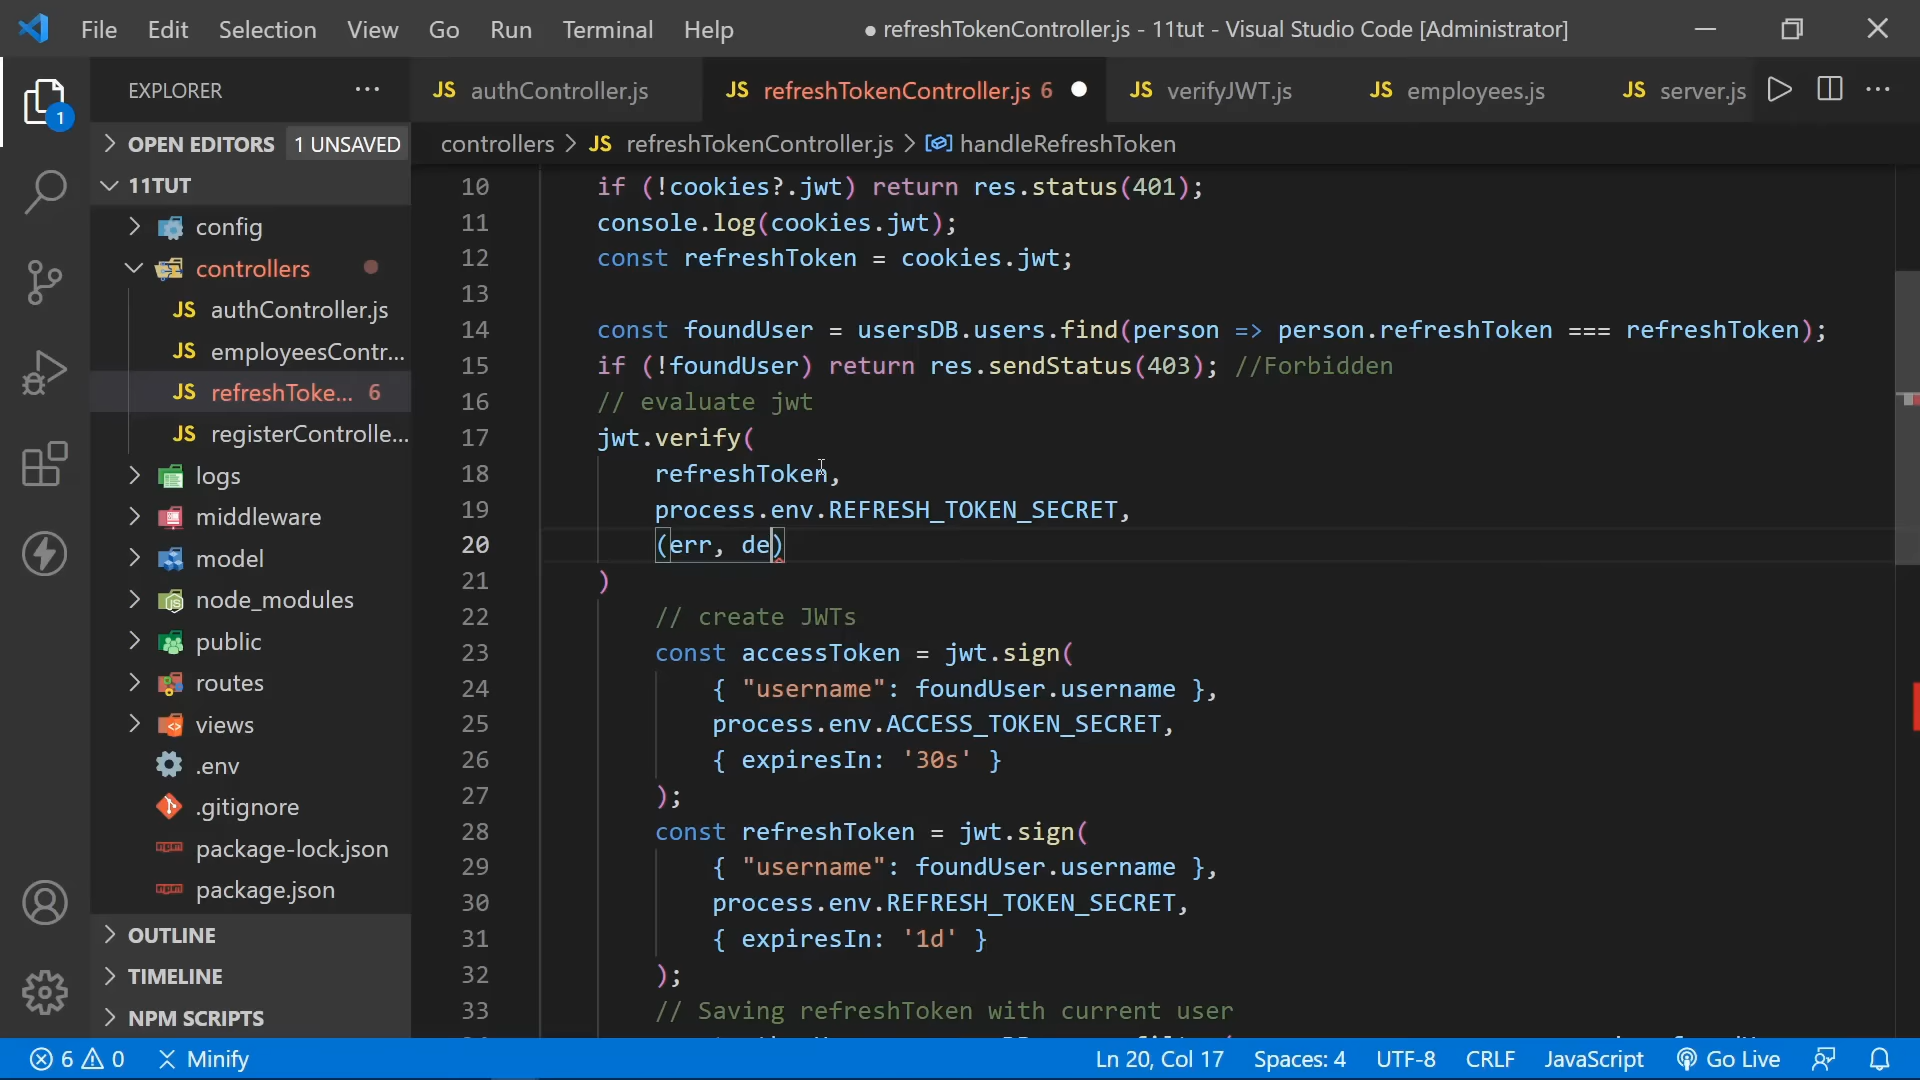 File Edit Selection View Go Run Terminal Help ● refreshTokenController.js - 11tut - Visual Studio Code [Administrator]
EXPLORER ··· JS authController.js JS refreshTokenController.js 6 JS verifyJWT.js JS employees.js JS server.js ···
OPEN EDITORS 1 UNSAVED
controllers > JS refreshTokenController.js > handleRefreshToken
1
11TUT
config
controllers
JS authController.js
JS employeesContr...
JS refreshToke... 6
JS registerControlle...
logs
middleware
model
node_modules
public
routes
views
.env
.gitignore
package-lock.json
package.json
OUTLINE
TIMELINE
NPM SCRIPTS
10 if (!cookies?.jwt) return res.status(401);
11 console.log(cookies.jwt);
12 const refreshToken = cookies.jwt;
13
14 const foundUser = usersDB.users.find(person => person.refreshToken === refreshToken);
15 if (!foundUser) return res.sendStatus(403); //Forbidden
16 // evaluate jwt
17 jwt.verify(
18 refreshToken,
19 process.env.REFRESH_TOKEN_SECRET,
20 (err, de)
21 )
22 // create JWTs
23 const accessToken = jwt.sign(
24 { "username": foundUser.username },
25 process.env.ACCESS_TOKEN_SECRET,
26 { expiresIn: '30s' }
27 );
28 const refreshToken = jwt.sign(
29 { "username": foundUser.username },
30 process.env.REFRESH_TOKEN_SECRET,
31 { expiresIn: '1d' }
32 );
33 // Saving refreshToken with current user
6 0 Minify Ln 20, Col 17 Spaces: 4 UTF-8 CRLF JavaScript Go Live